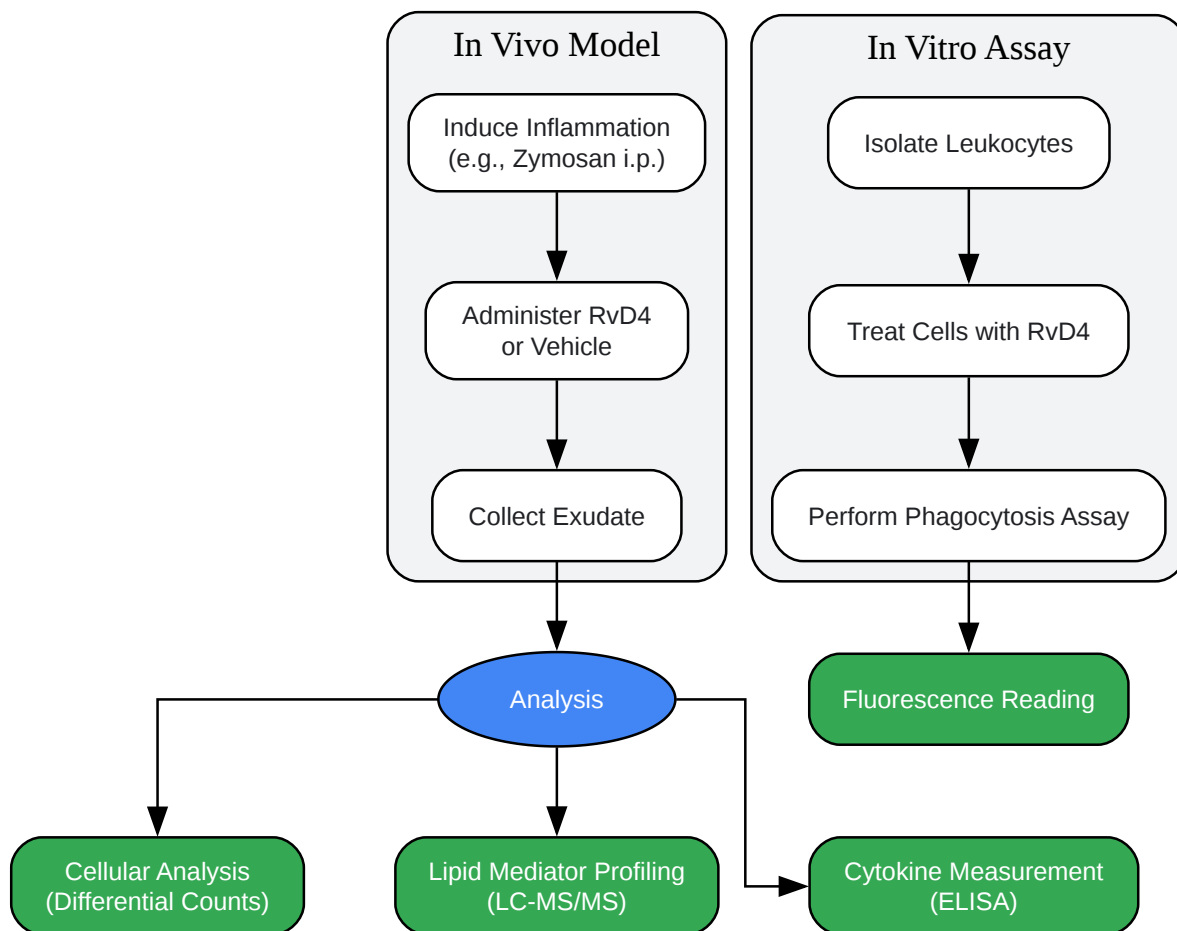 In Vivo Model
Induce Inflammation
(e.g., Zymosan i.p.)
Administer RvD4
or Vehicle
Collect Exudate
In Vitro Assay
Isolate Leukocytes
Treat Cells with RvD4
Perform Phagocytosis Assay
Analysis
Fluorescence Reading
Cellular Analysis
(Differential Counts)
Lipid Mediator Profiling
(LC-MS/MS)
Cytokine Measurement
(ELISA)